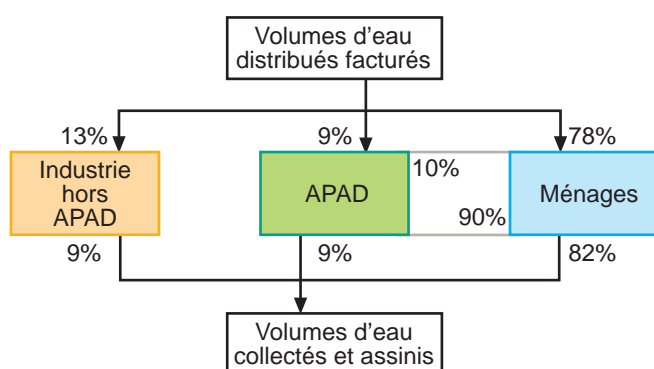 Volumes d'eau
distribués facturés
13%
9%
78%
Industrie
hors
APAD
APAD
10%
90%
Ménages
9%
9%
82%
Volumes d'eau
collectés et assinis